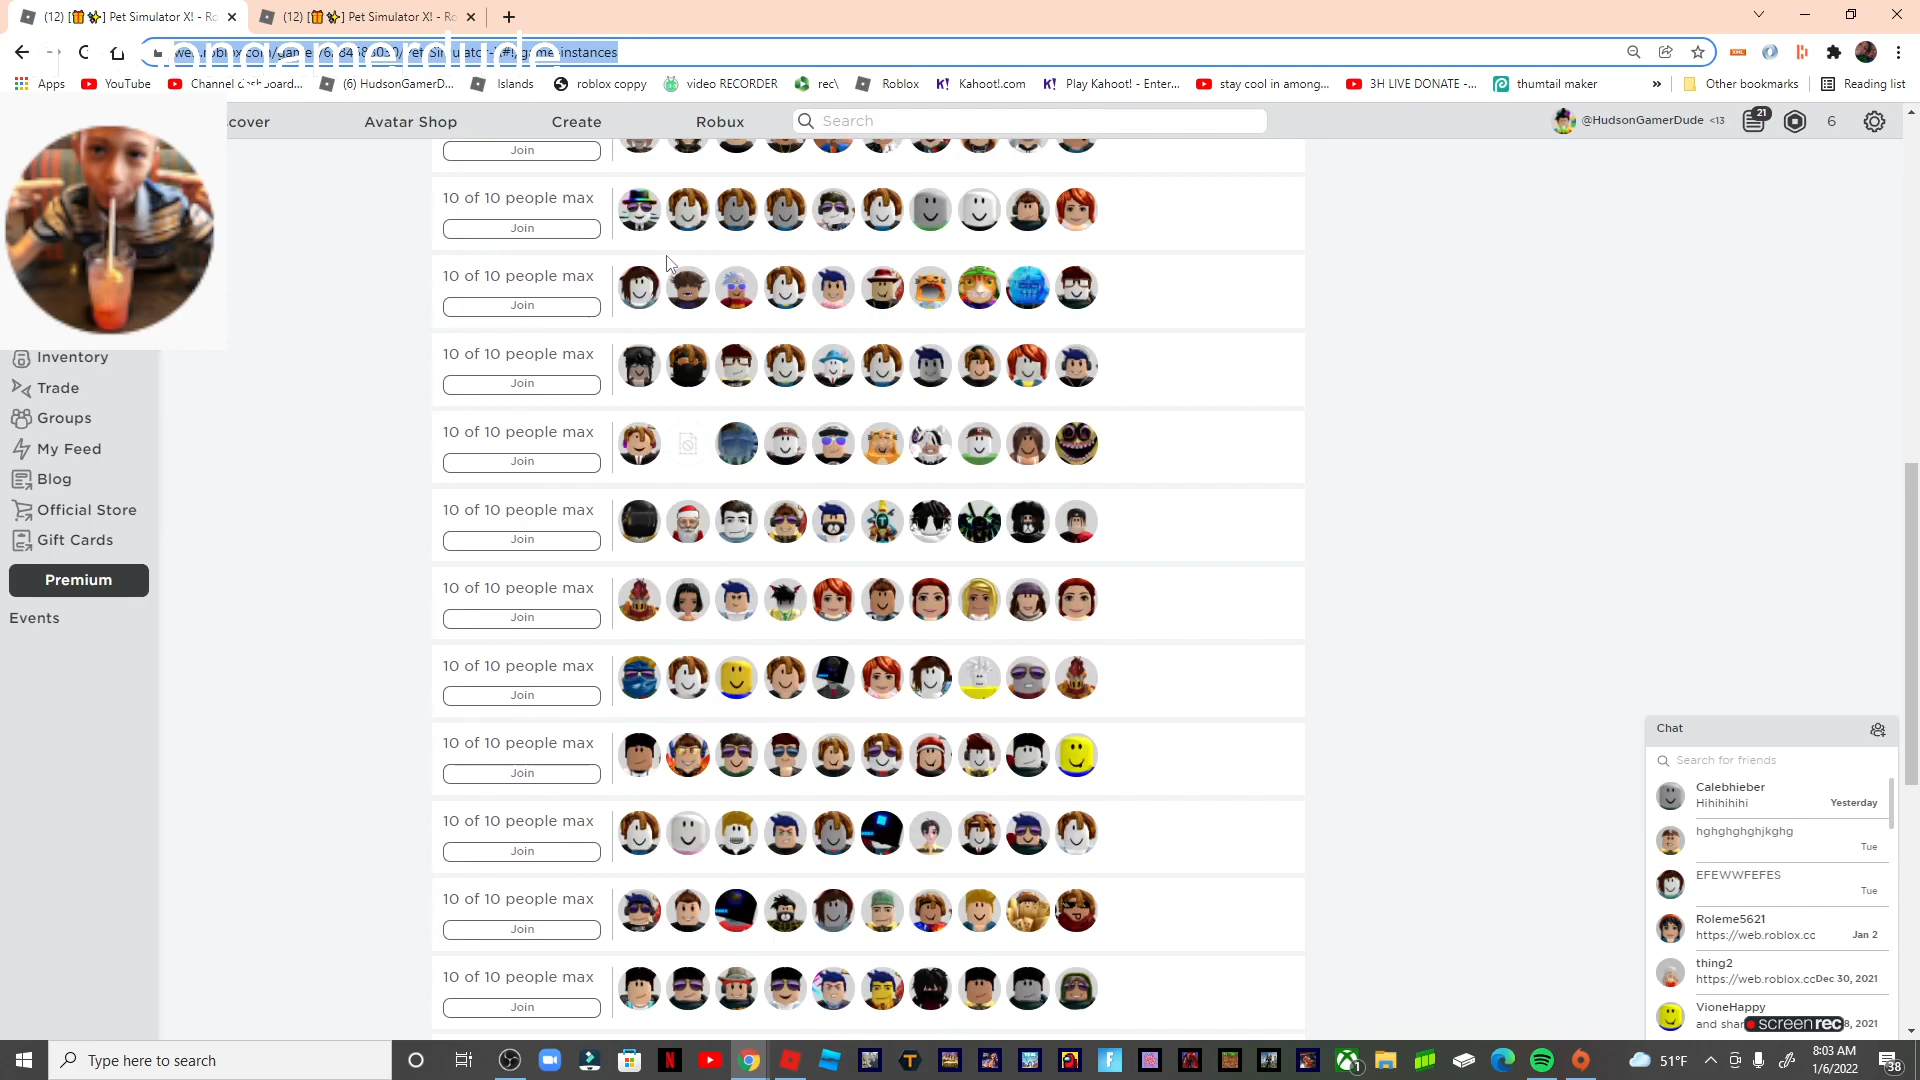 (12) [🎁✨] Pet Simulator X! - Ro
(12) [🎁✨] Pet Simulator X! - Ro
ongamerdude
instances
Apps
YouTube
(6) HudsonGamerD...
Islands
roblox coppy
video RECORDER
rec\
Roblox
Kahoot!.com
Play Kahoot! - Enter...
stay cool in among...
3H LIVE DONATE -...
thumtail maker
»
Other bookmarks
Reading list
cover
Avatar Shop
Create
Robux
Search
@HudsonGamerDude <13
21
6
Join
10 of 10 people max
Join
10 of 10 people max
Join
10 of 10 people max
Join
10 of 10 people max
Join
10 of 10 people max
Join
10 of 10 people max
Join
10 of 10 people max
Join
10 of 10 people max
Join
10 of 10 people max
Join
10 of 10 people max
Join
10 of 10 people max
Join
Inventory
Trade
Groups
My Feed
Blog
Official Store
Gift Cards
Premium
Events
Chat
Search for friends
Calebhieber
Hihihihihi
Yesterday
hghghghghjkghg
Tue
EFEWWFEFES
Tue
Roleme5621
https://web.roblox.cc
Jan 2
thing2
https://web.roblox.cc
Dec 30, 2021
VioneHappy
and shar
8, 2021
screenrec
Type here to search
51°F
8:03 AM
1/6/2022
38